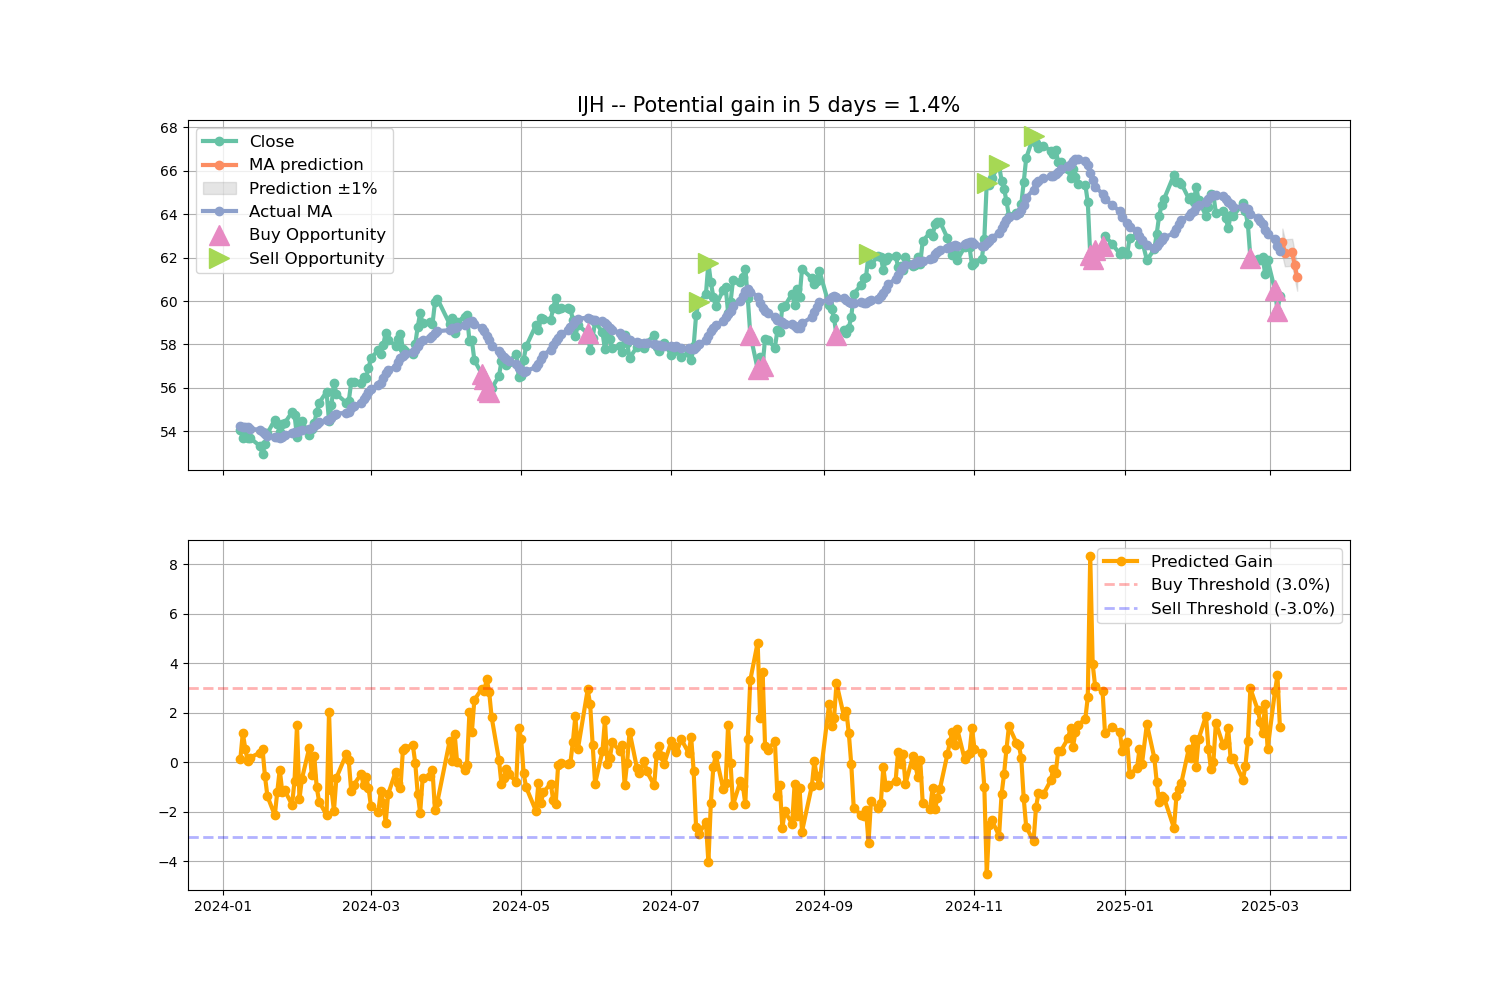 IJH -- Potential gain in 5 days = 1.4%
68
66
64
62
60
58
56
54
Close
MA prediction
Prediction ±1%
Actual MA
Buy Opportunity
Sell Opportunity
8
6
4
2
0
−2
−4
Predicted Gain
Buy Threshold (3.0%)
Sell Threshold (-3.0%)
2024-01
2024-03
2024-05
2024-07
2024-09
2024-11
2025-01
2025-03